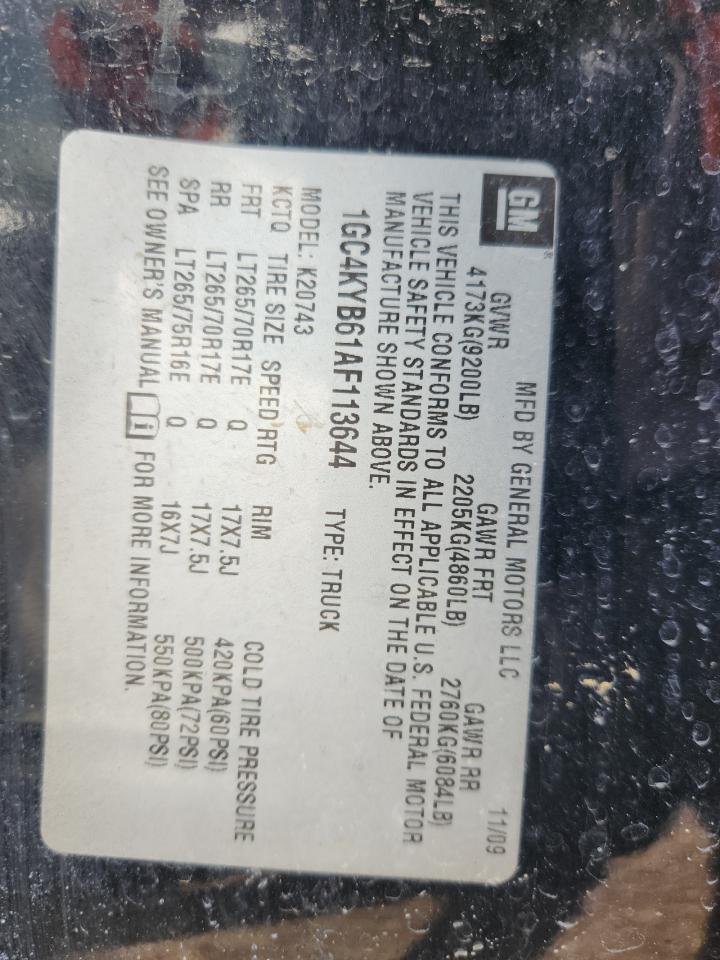 GM
MFD BY GENERAL MOTORS LLC 11/09
GVWR GAWR FRT GAWR RR
4173KG(9200LB) 2205KG(4860LB) 2760KG(6084LB)
THIS VEHICLE CONFORMS TO ALL APPLICABLE U.S. FEDERAL MOTOR
VEHICLE SAFETY STANDARDS IN EFFECT ON THE DATE OF
MANUFACTURE SHOWN ABOVE.
1GC4KYB61AF113644 TYPE: TRUCK
MODEL: K20743
KCTQ TIRE SIZE SPEED RTG RIM COLD TIRE PRESSURE
FRT LT265/70R17E Q 17X7.5J 420KPA(60PSI)
RR LT265/70R17E Q 17X7.5J 500KPA(72PSI)
SPA LT265/75R16E Q 16X7J 550KPA(80PSI)
SEE OWNER'S MANUAL i FOR MORE INFORMATION.